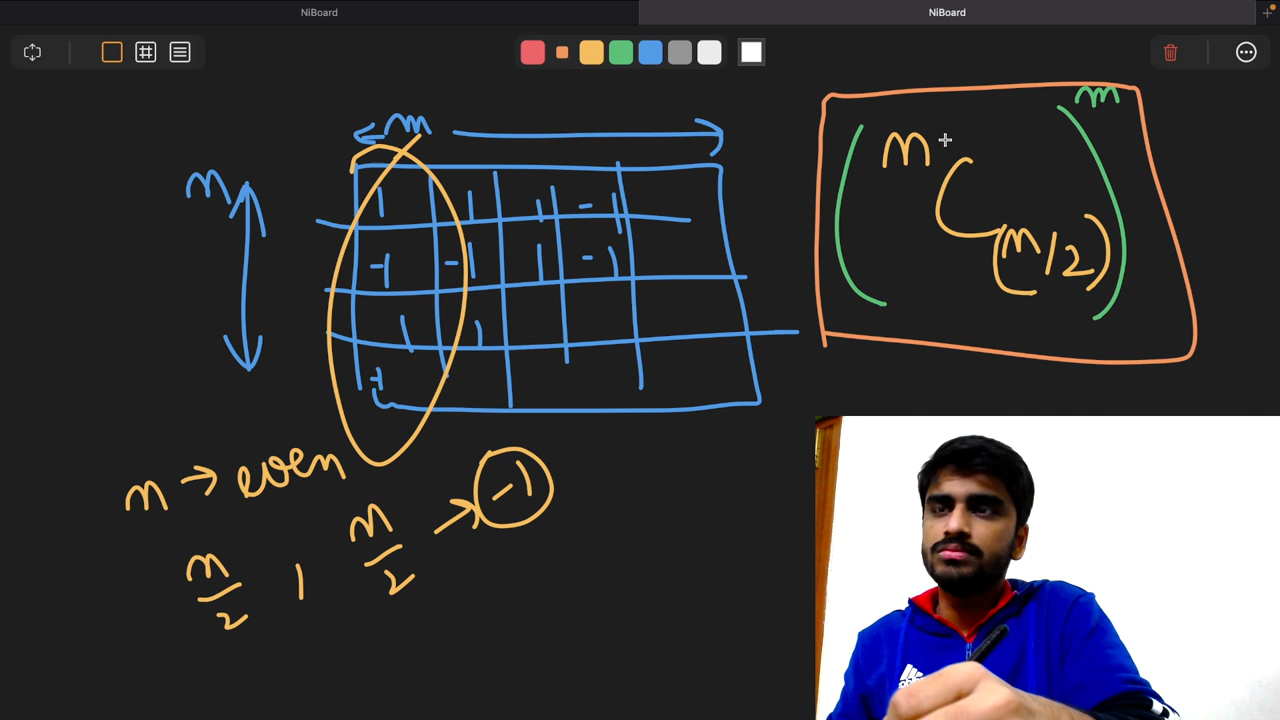 NiBoard
NiBoard
m
m
m
1 1 1 -1
-1 -1 1 -1
1 1
-1
( m C (m/2) ) m
m → even
m/2 1 m/2 → -1
adidas